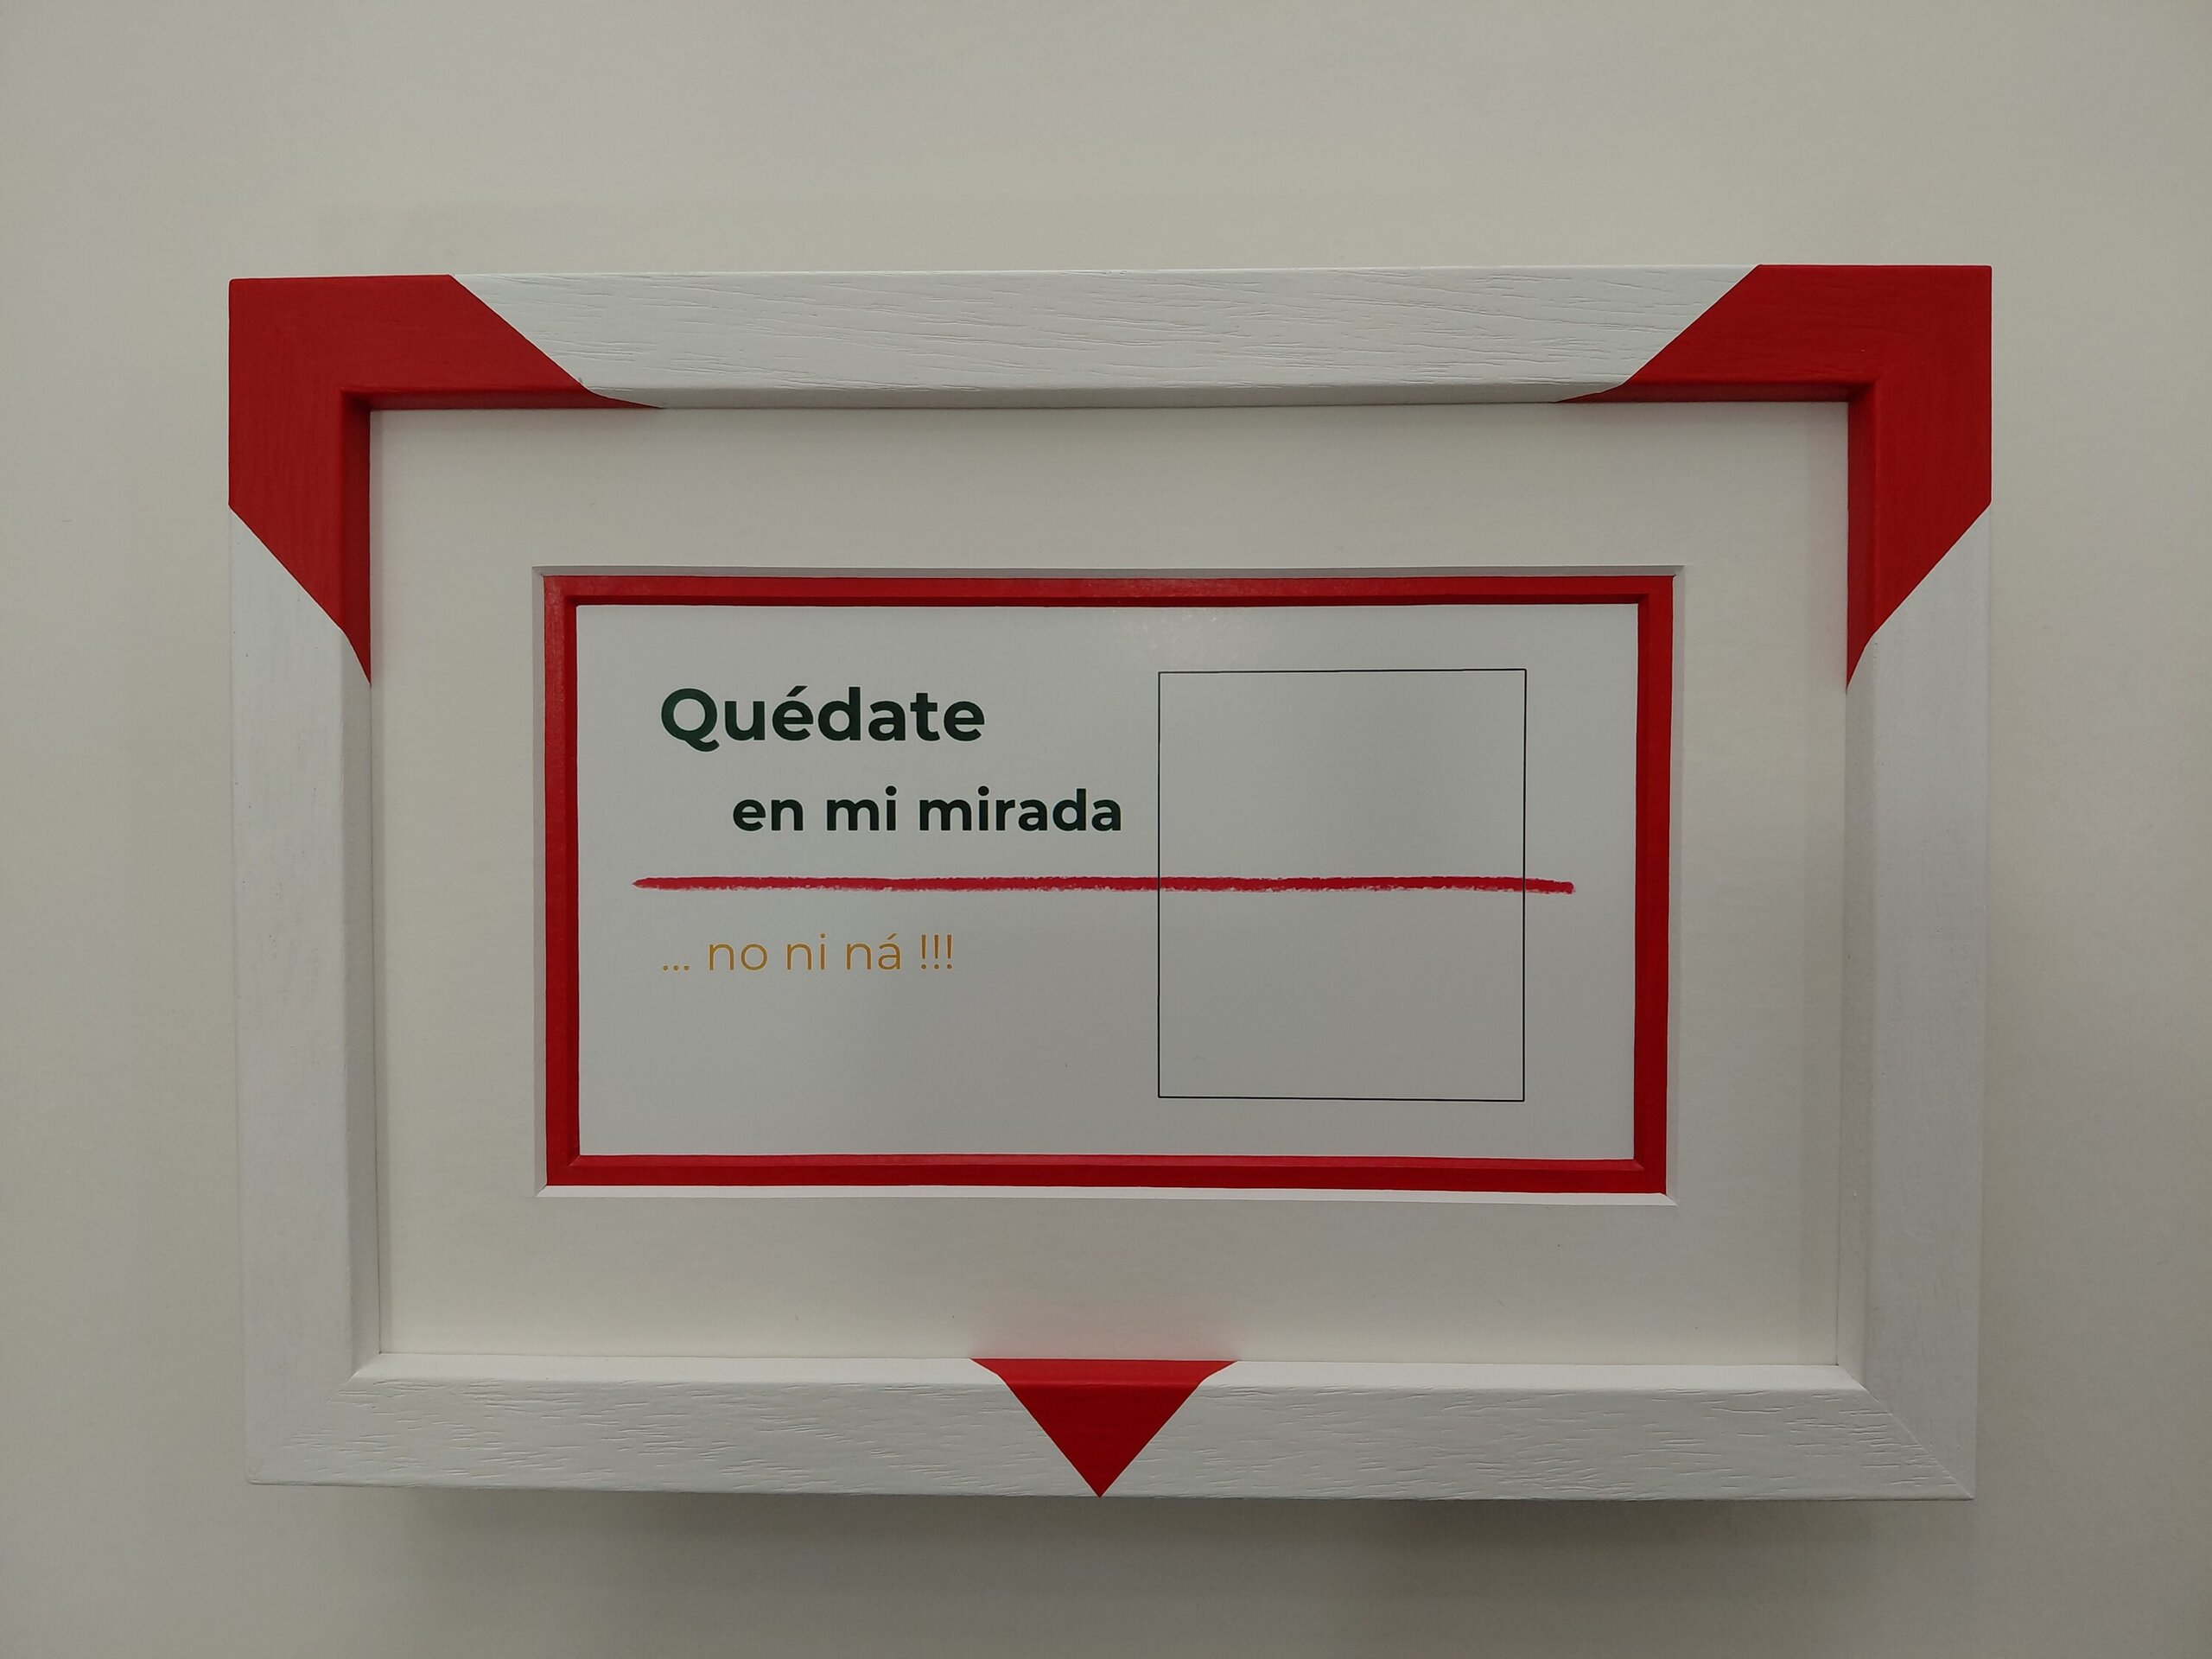 Quédate
en mi mirada
... no ni ná !!!